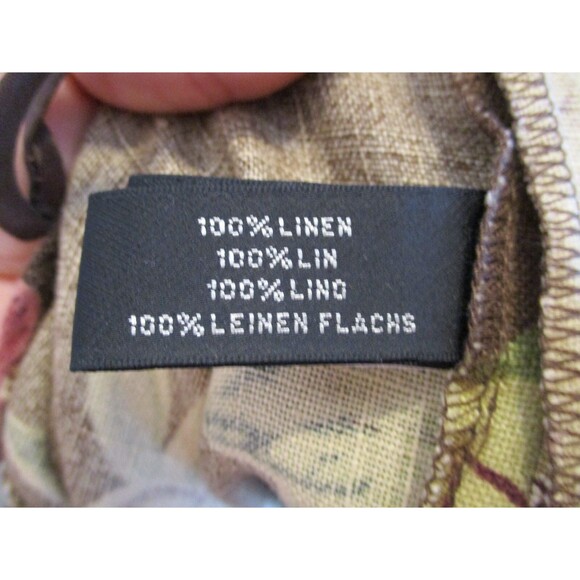 100% LINEN
100% LIN
100% LINO
100% LEINEN FLACHS